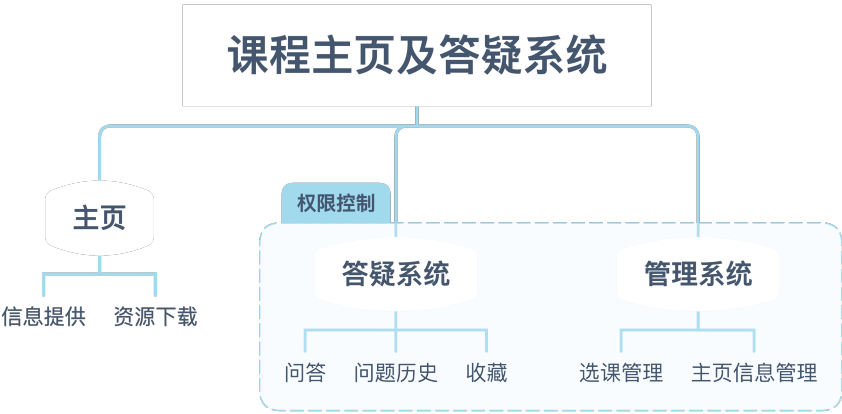 课程主页及答疑系统
权限控制
主页
答疑系统
管理系统
信息提供
资源下载
问答
问题历史
收藏
选课管理
主页信息管理